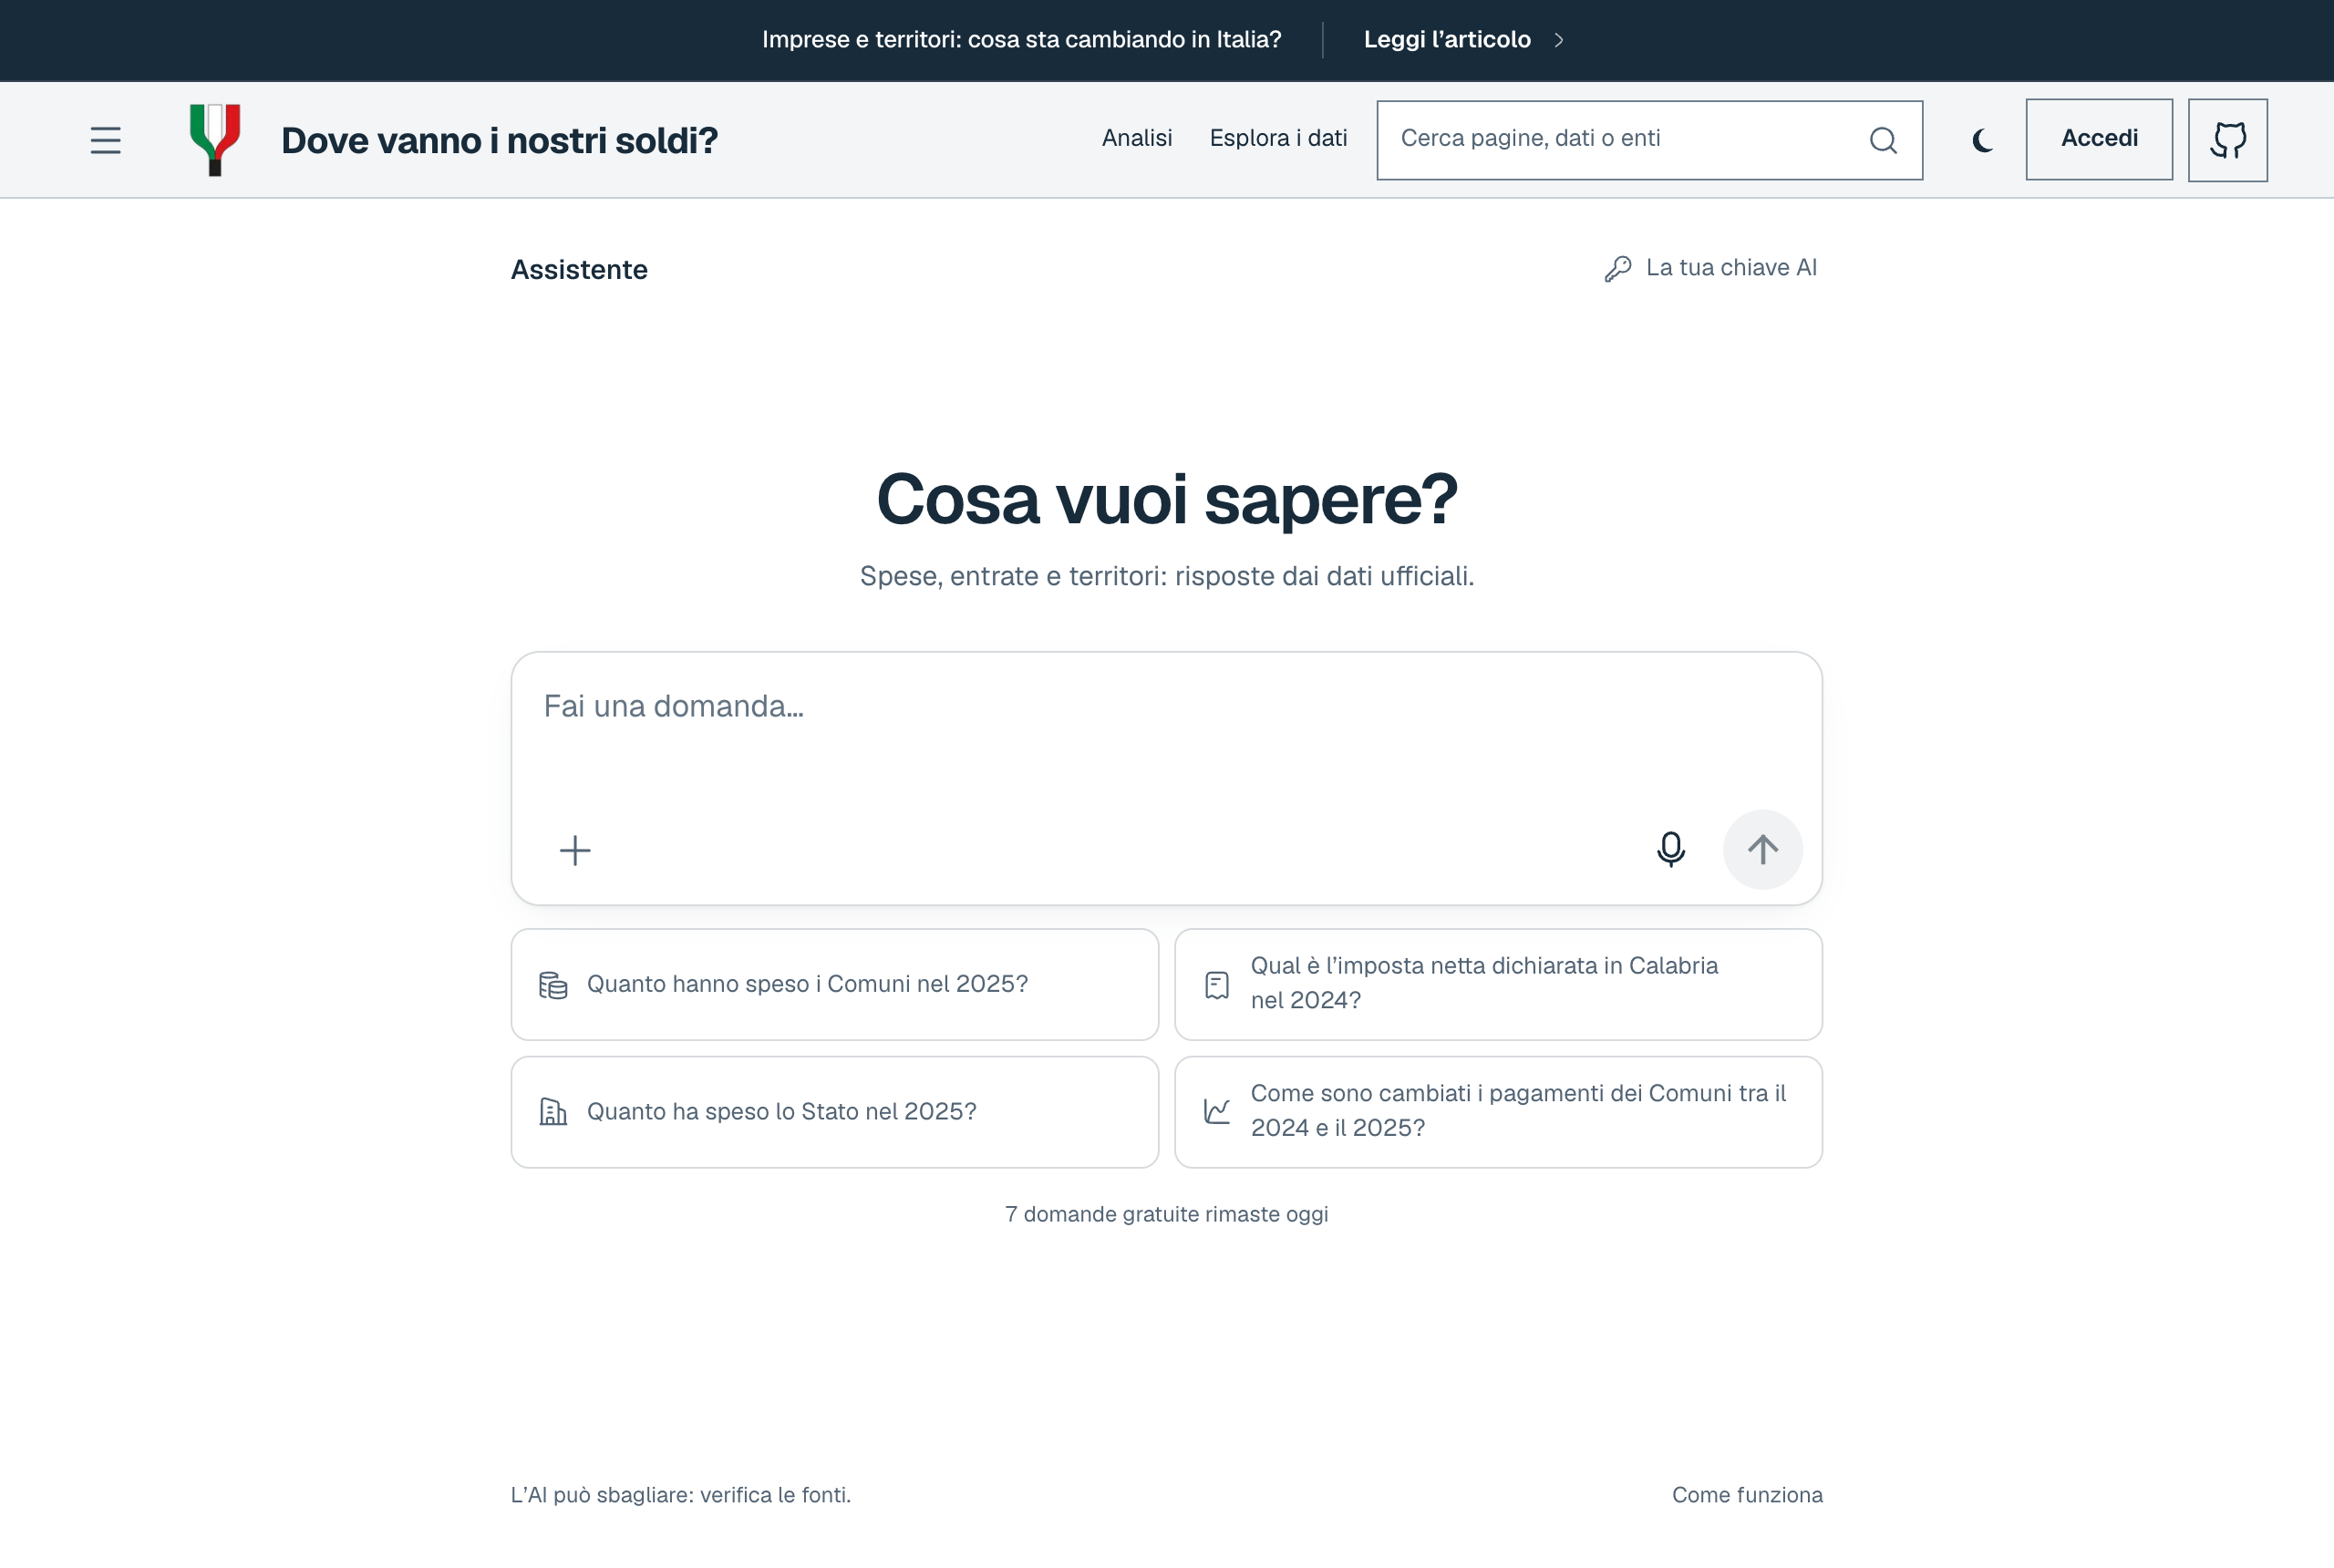 Imprese e territori: cosa sta cambiando in Italia?
Leggi l’articolo
Dove vanno i nostri soldi?
Analisi
Esplora i dati
Cerca pagine, dati o enti
Accedi
Assistente
La tua chiave AI
Cosa vuoi sapere?
Spese, entrate e territori: risposte dai dati ufficiali.
Fai una domanda...
Quanto hanno speso i Comuni nel 2025?
Qual è l’imposta netta dichiarata in Calabria
nel 2024?
Quanto ha speso lo Stato nel 2025?
Come sono cambiati i pagamenti dei Comuni tra il
2024 e il 2025?
7 domande gratuite rimaste oggi
L’AI può sbagliare: verifica le fonti.
Come funziona